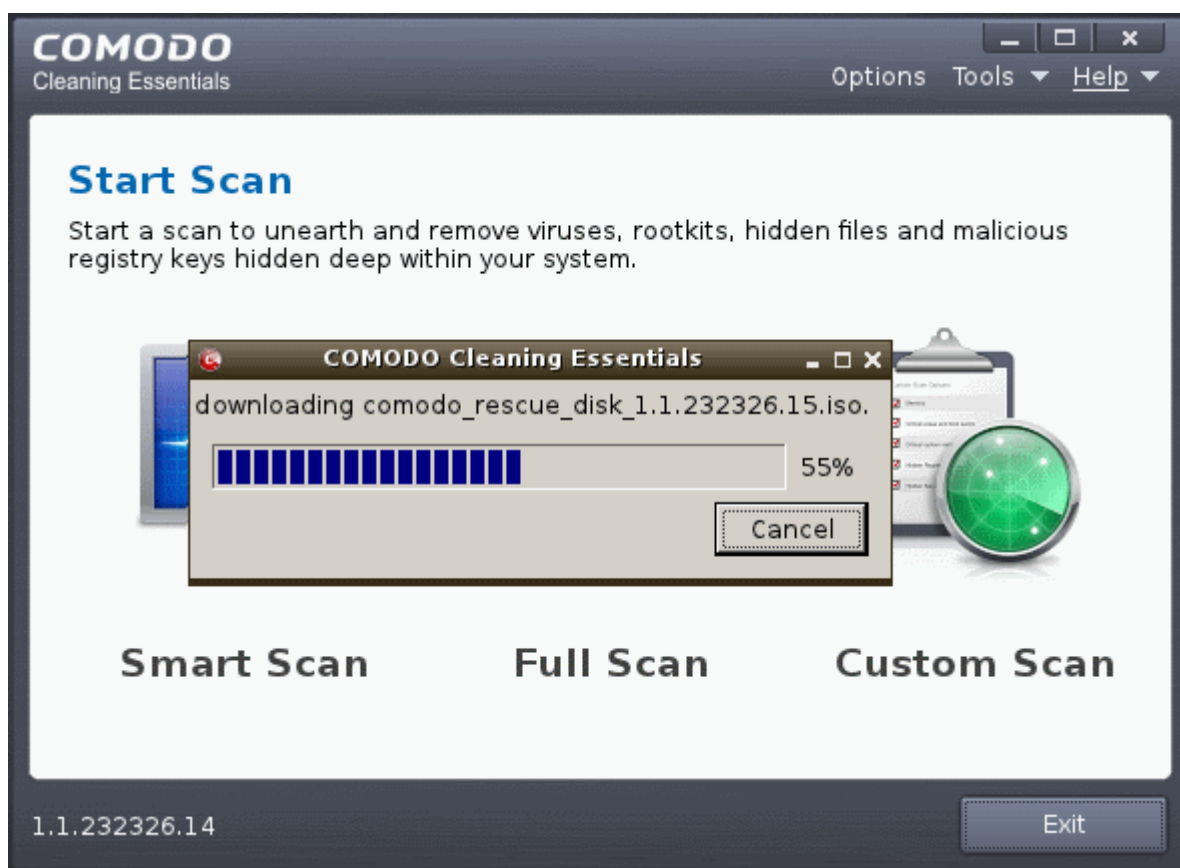 COMODO
Cleaning Essentials
Options Tools Help
Start Scan
Start a scan to unearth and remove viruses, rootkits, hidden files and malicious
registry keys hidden deep within your system.
COMODO Cleaning Essentials
downloading comodo_rescue_disk_1.1.232326.15.iso.
55%
Cancel
Smart Scan Full Scan Custom Scan
1.1.232326.14
Exit